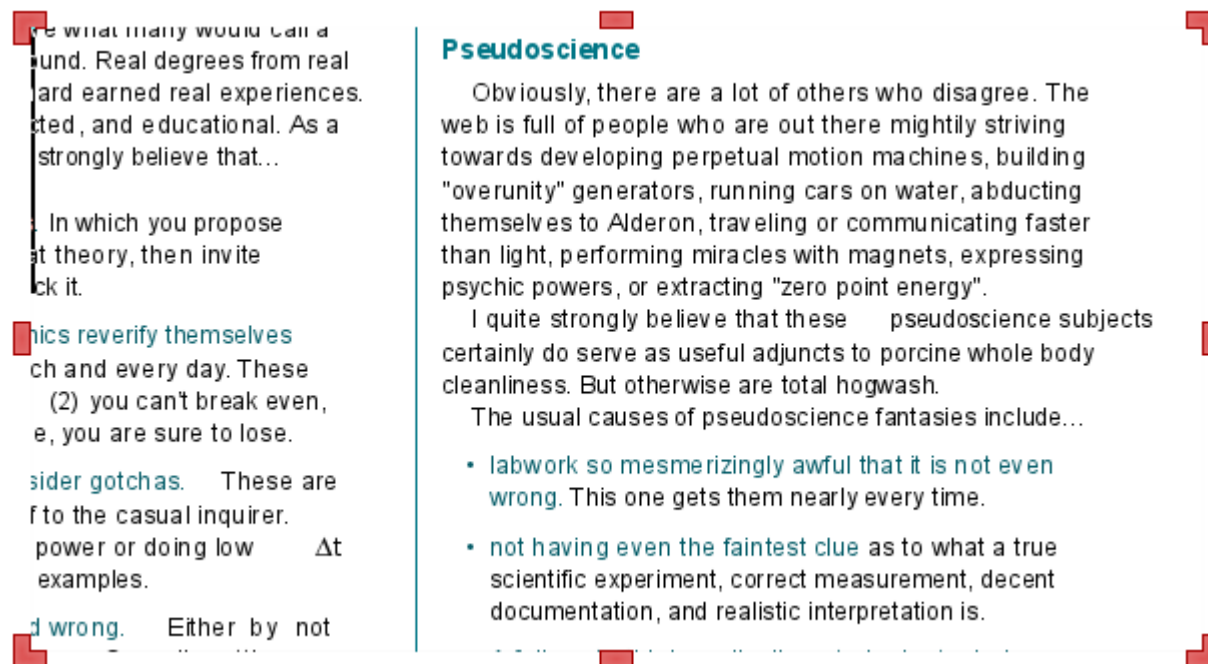 ve what many would call a
und. Real degrees from real
ard earned real experiences.
cted, and educational. As a
strongly believe that...
In which you propose
t theory, then invite
ck it.
nics reverify themselves
ch and every day. These
(2) you can't break even,
e, you are sure to lose.
sider gotchas. These are
f to the casual inquirer.
power or doing low Δt
examples.
d wrong. Either by not
Pseudoscience
Obviously, there are a lot of others who disagree. The
web is full of people who are out there mightily striving
towards developing perpetual motion machines, building
"overunity" generators, running cars on water, abducting
themselves to Alderon, traveling or communicating faster
than light, performing miracles with magnets, expressing
psychic powers, or extracting "zero point energy".
I quite strongly believe that these pseudoscience subjects
certainly do serve as useful adjuncts to porcine whole body
cleanliness. But otherwise are total hogwash.
The usual causes of pseudoscience fantasies include...
• labwork so mesmerizingly awful that it is not even
wrong. This one gets them nearly every time.
• not having even the faintest clue as to what a true
scientific experiment, correct measurement, decent
documentation, and realistic interpretation is.